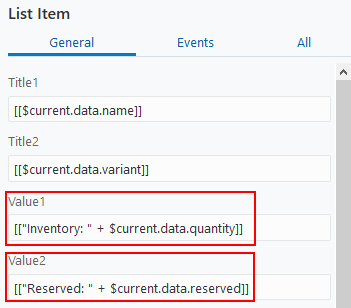 List Item
General Events All
Title1
[[$current.data.name]]
Title2
[[$current.data.variant]]
Value1
[["Inventory: " + $current.data.quantity]]
Value2
[["Reserved: " + $current.data.reserved]]